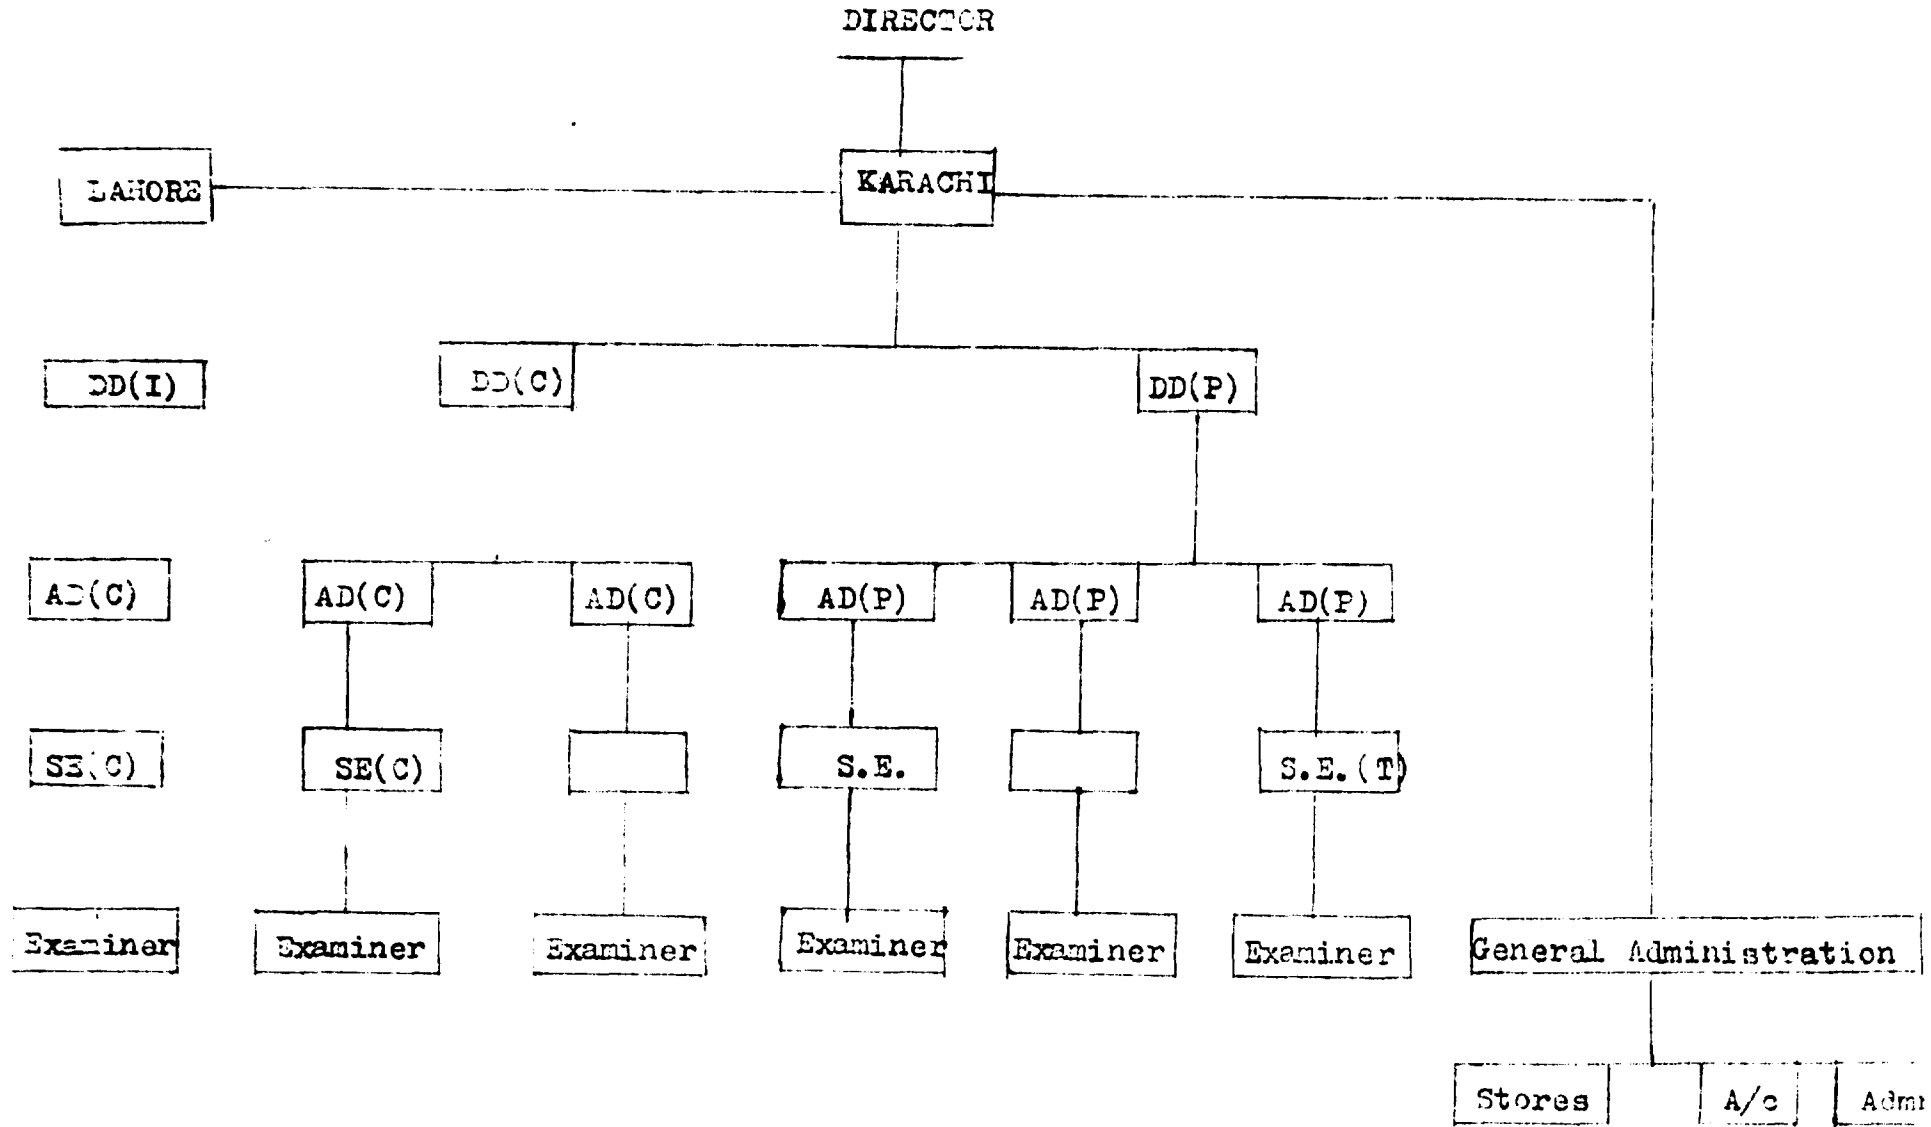 DIRECTOR
LAHORE
KARACHI
DD(I)
DD(C)
DD(P)
AD(C)
AD(C)
AD(C)
AD(P)
AD(P)
AD(P)
SE(C)
SE(C)
S.E.
S.E.(T)
Examiner
Examiner
Examiner
Examiner
Examiner
Examiner
General Administration
Stores
A/c